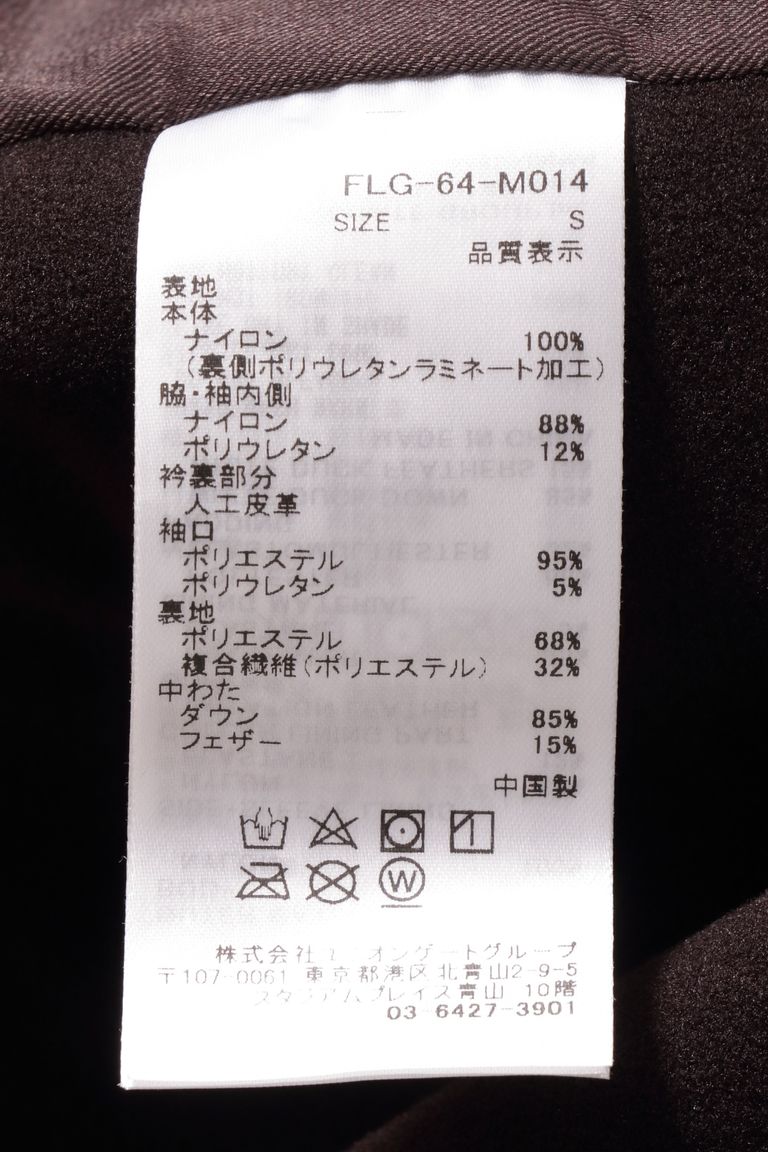 FLG-64-M014
SIZE S
品質表示
表地
本体
ナイロン 100%
(裏側ポリウレタンラミネート加工)
脇・袖内側
ナイロン 88%
ポリウレタン 12%
衿裏部分
人工皮革
袖口
ポリエステル 95%
ポリウレタン 5%
裏地
ポリエステル 68%
複合繊維(ポリエステル) 32%
中わた
ダウン 85%
フェザー 15%
中国製
W
株式会社ユニオンゲートグループ
〒107-0061 東京都港区北青山2-9-5
スタジアムプレイス青山 10階
03-6427-3901